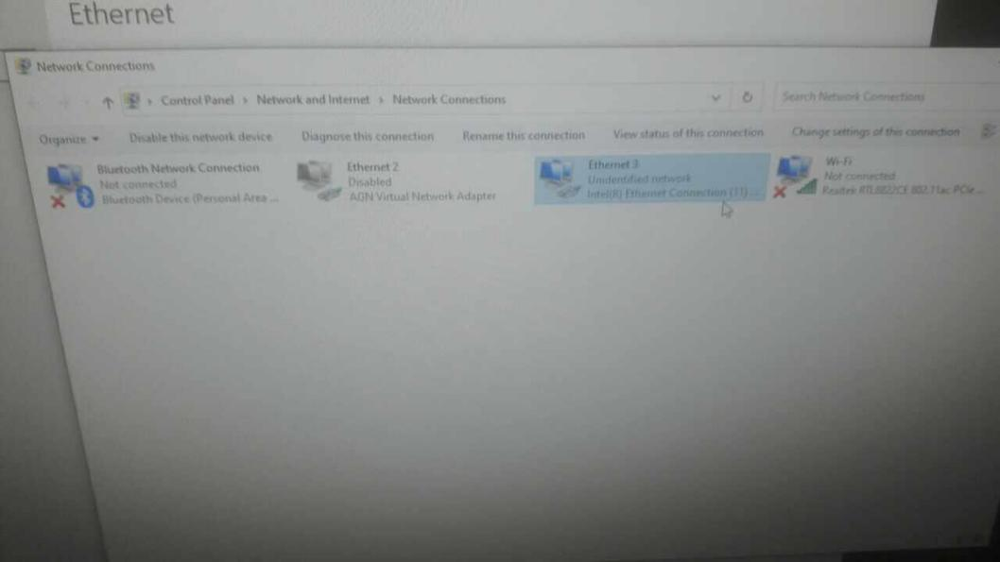 Ethernet
Network Connections
Control Panel > Network and Internet > Network Connections
Search Network Connections
Organize
Disable this network device
Diagnose this connection
Rename this connection
View status of this connection
Change settings of this connection
Bluetooth Network Connection
Not connected
Bluetooth Device (Personal Area ...
Ethernet 2
Disabled
AGN Virtual Network Adapter
Ethernet 3
Unidentified network
Intel(R) Ethernet Connection (11) ...
Wi-Fi
Not connected
Realtek RTL8822CE 802.11ac PCIe ...